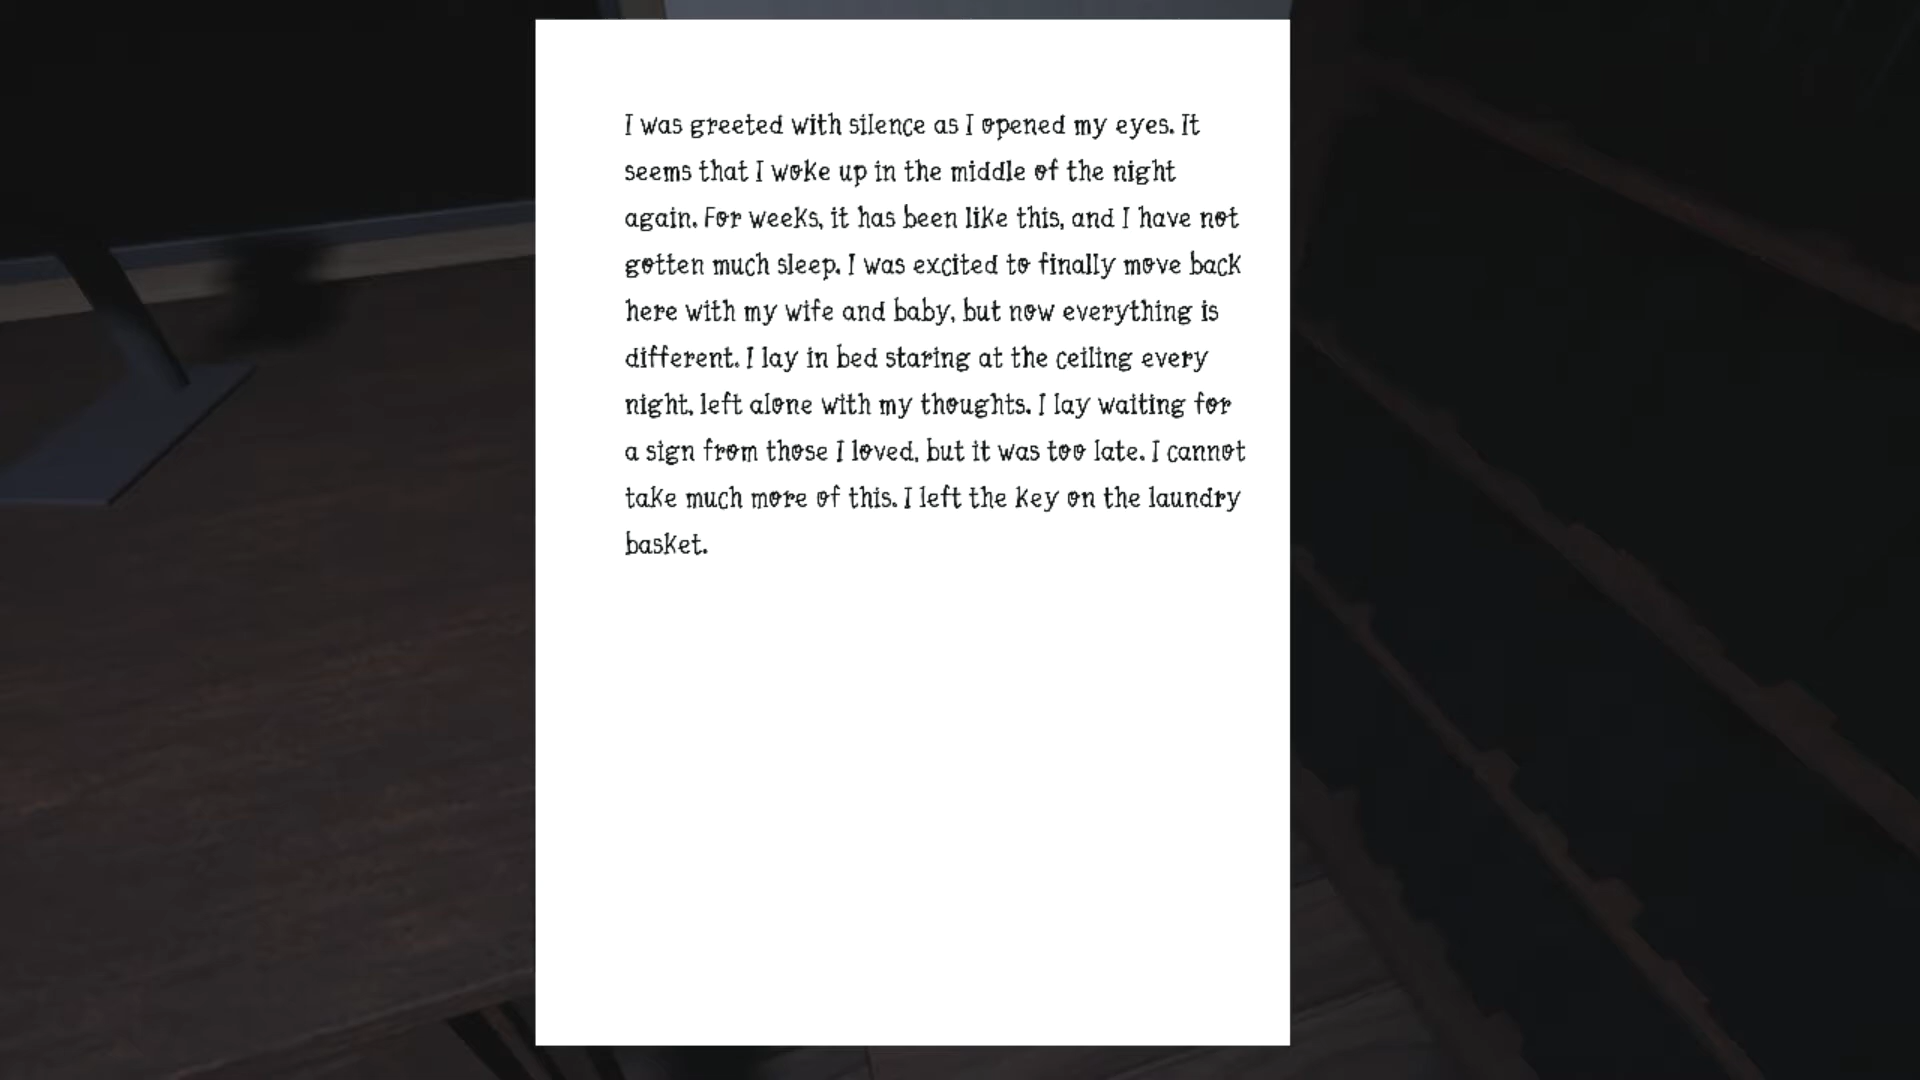 I was greeted with silence as I opened my eyes. It
seems that I woke up in the middle of the night
again. For weeks, it has been like this, and I have not
gotten much sleep. I was excited to finally move back
here with my wife and baby, but now everything is
different. I lay in bed staring at the ceiling every
night, left alone with my thoughts. I lay waiting for
a sign from those I loved, but it was too late. I cannot
take much more of this. I left the key on the laundry
basket.